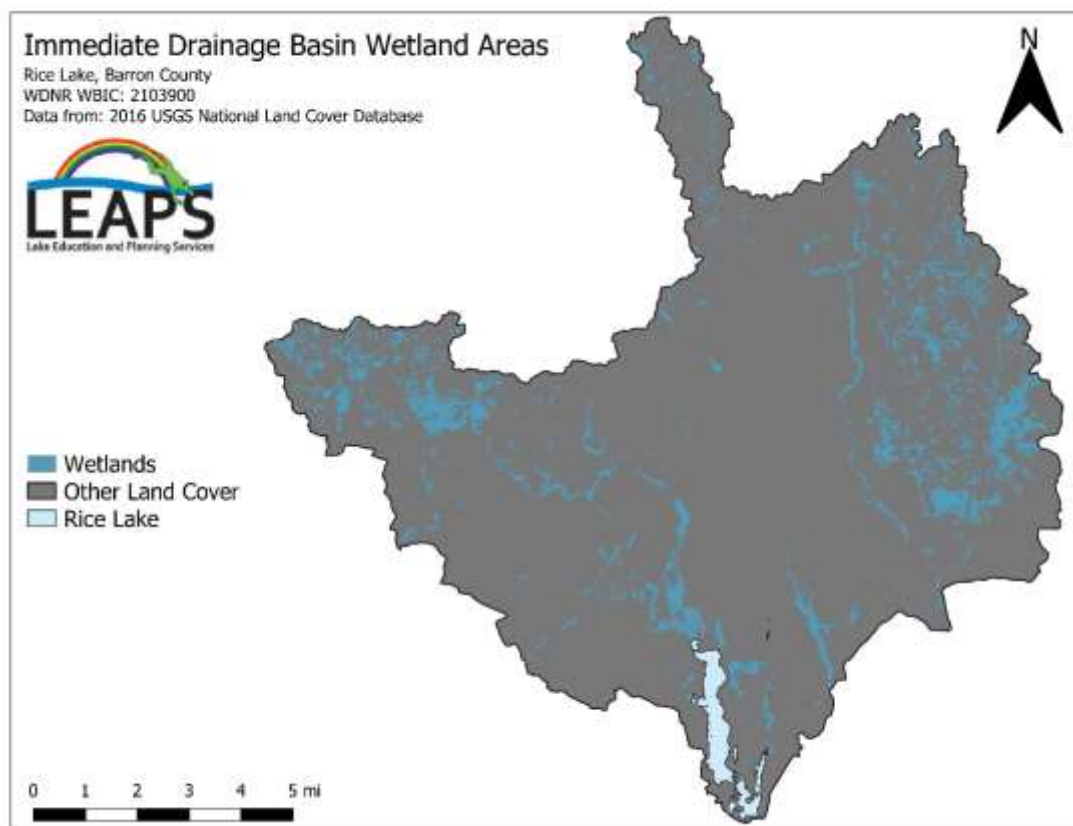 Immediate Drainage Basin Wetland Areas
Rice Lake, Barron County
WDNR WBIC: 2103900
Data from: 2016 USGS National Land Cover Database
N
LEAPS
Lake Education and Planning Services
Wetlands
Other Land Cover
Rice Lake
0 1 2 3 4 5 mi